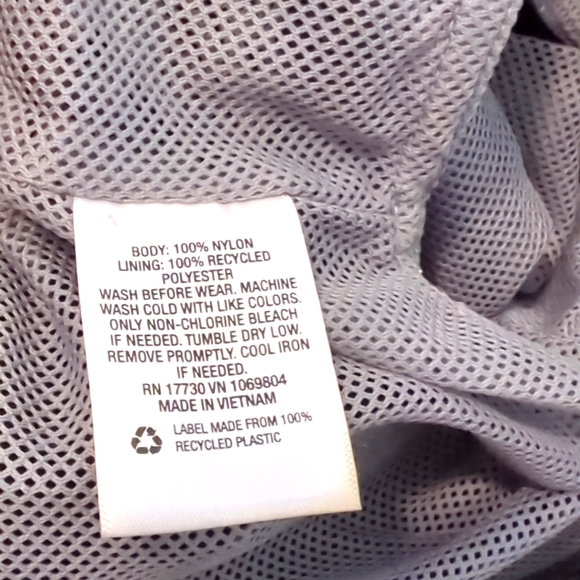 BODY: 100% NYLON
LINING: 100% RECYCLED
POLYESTER
WASH BEFORE WEAR. MACHINE
WASH COLD WITH LIKE COLORS.
ONLY NON-CHLORINE BLEACH
IF NEEDED. TUMBLE DRY LOW.
REMOVE PROMPTLY. COOL IRON
IF NEEDED.
RN 17730 VN 1069804
MADE IN VIETNAM
LABEL MADE FROM 100%
RECYCLED PLASTIC